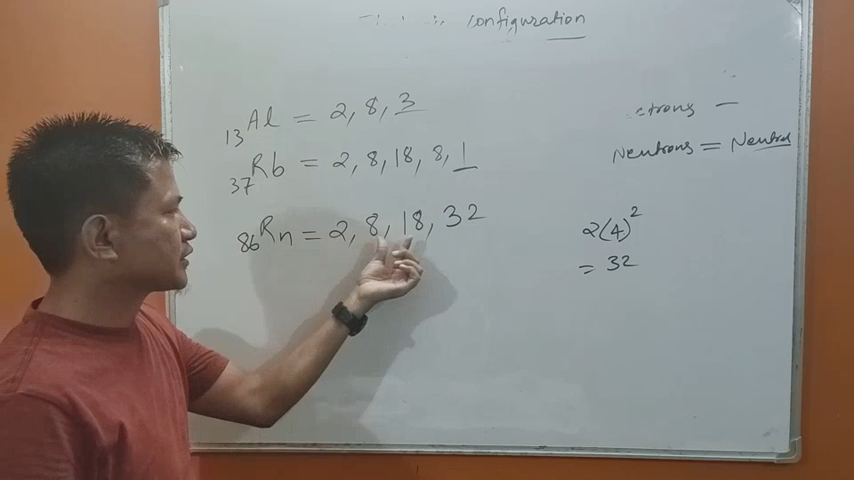 configuration
13Al = 2, 8, 3
37Rb = 2, 8, 18, 8, 1
86Rn = 2, 8, 18, 32
ctrons –
Neutrons = Neutral
2(4)²
= 32